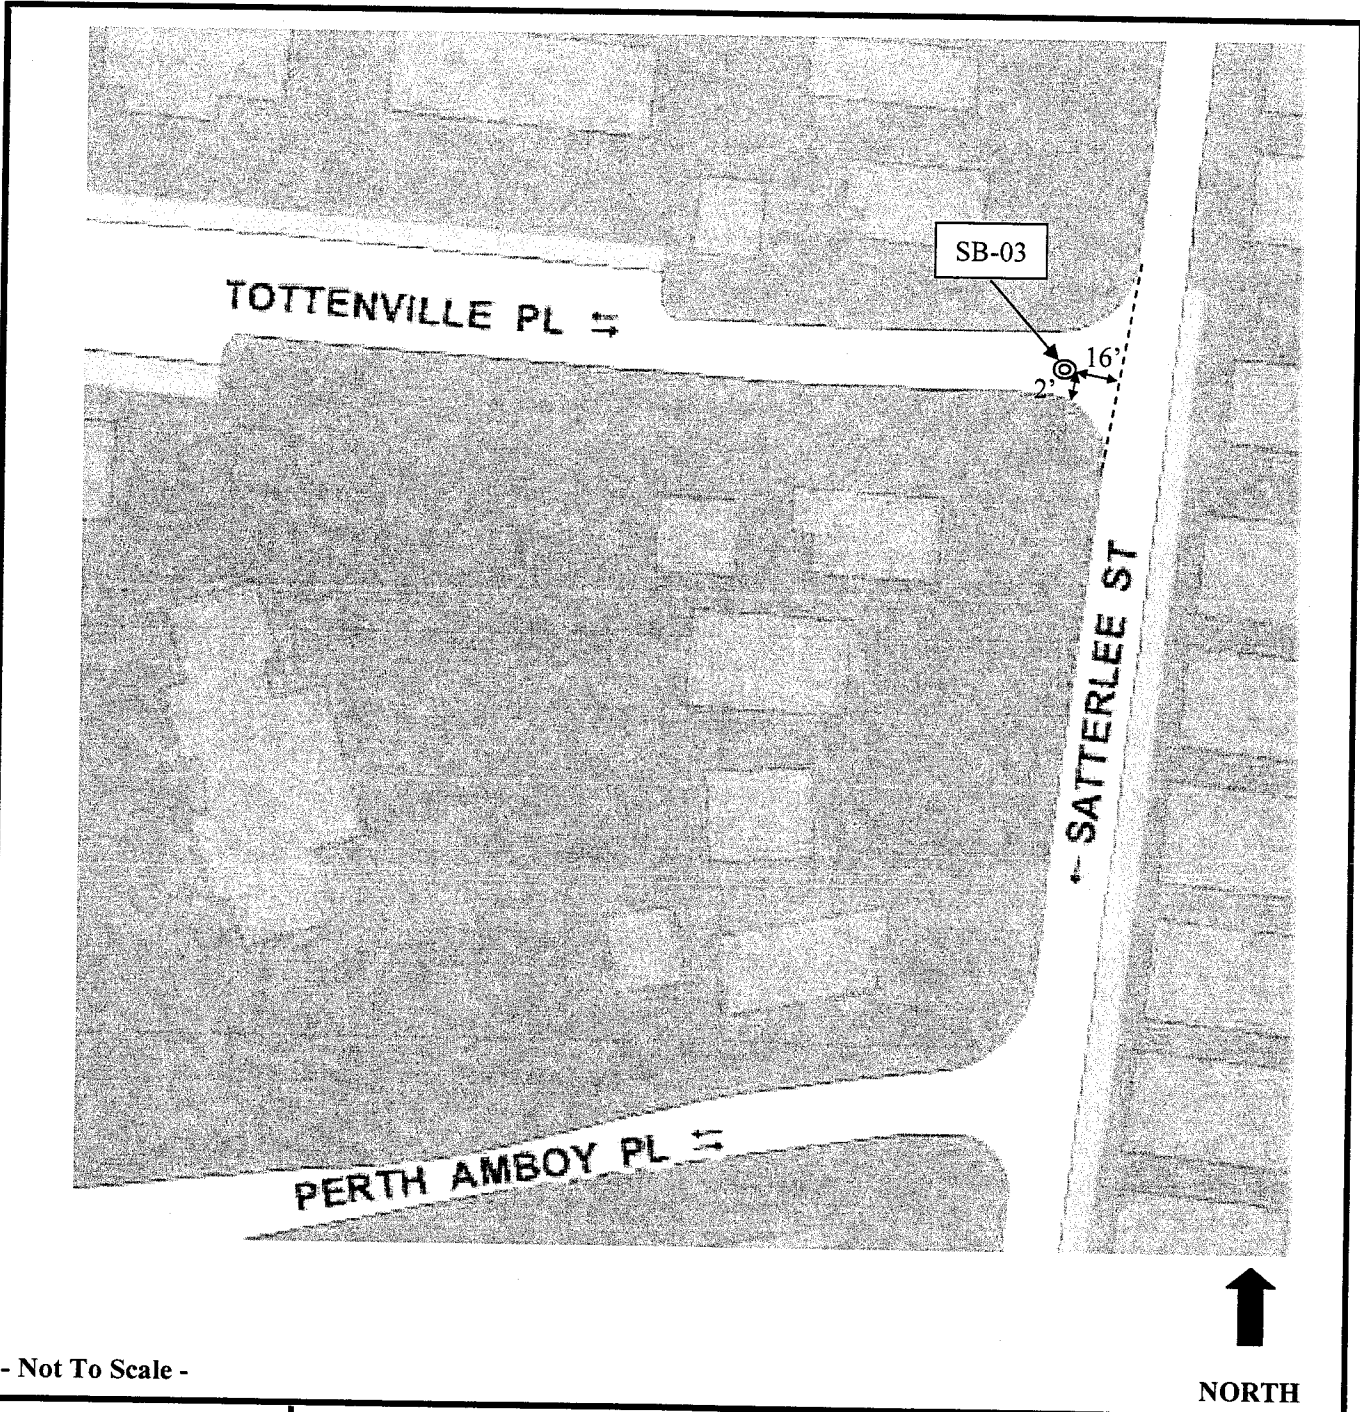 SB-03
TOTTENVILLE PL ⇆
16'
2'
← SATTERLEE ST
PERTH AMBOY PL ⇆
- Not To Scale -
NORTH